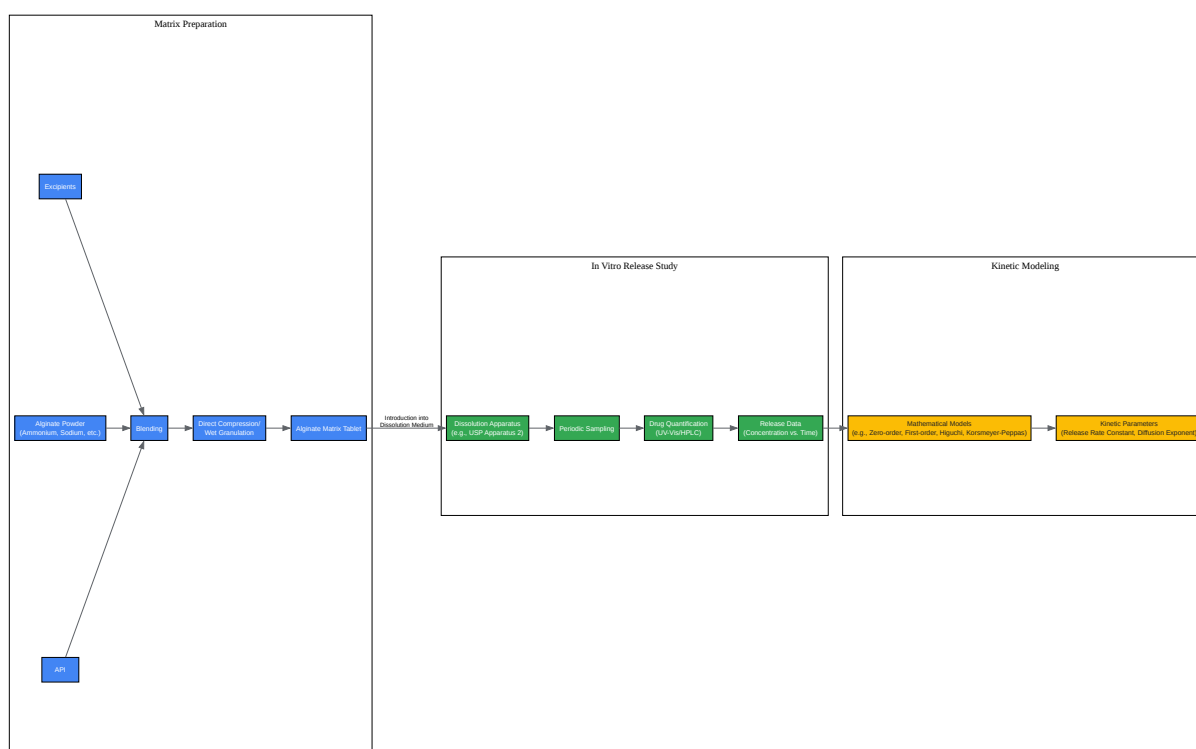 Matrix Preparation
Excipients
Alginate Powder
(Ammonium, Sodium, etc.)
Blending
Direct Compression/
Wet Granulation
Alginate Matrix Tablet
API
Introduction into
Dissolution Medium
In Vitro Release Study
Dissolution Apparatus
(e.g., USP Apparatus 2)
Periodic Sampling
Drug Quantification
(UV-Vis/HPLC)
Release Data
(Concentration vs. Time)
Kinetic Modeling
Mathematical Models
(e.g., Zero-order, First-order, Higuchi, Korsmeyer-Peppas)
Kinetic Parameters
(Release Rate Constant, Diffusion Exponent)